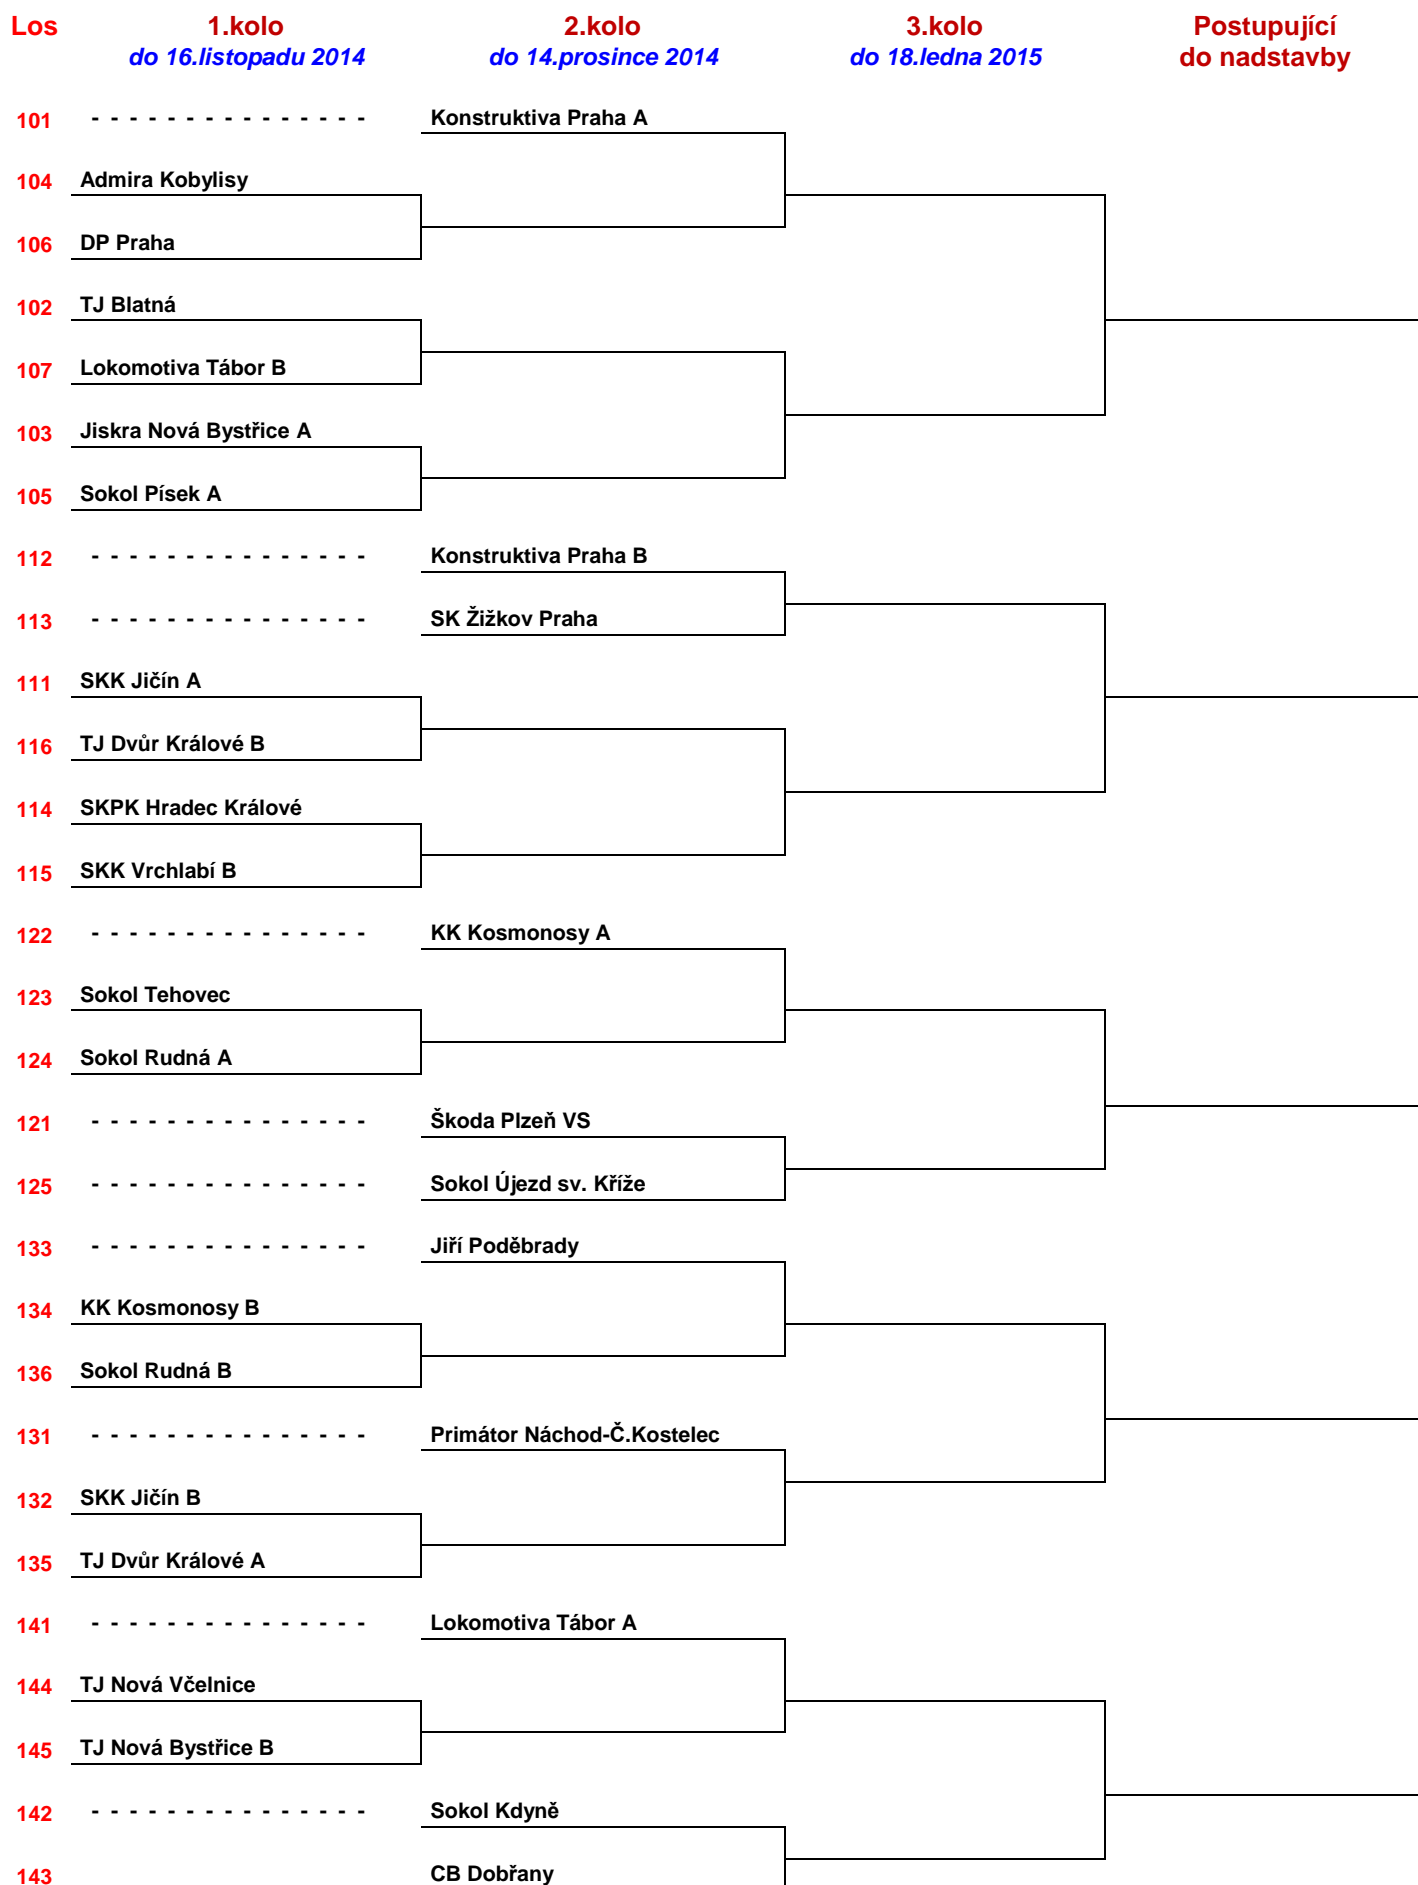 Los 1.kolo 2.kolo 3.kolo Postupující
do 16.listopadu 2014 do 14.prosince 2014 do 18.ledna 2015 do nadstavby
101 - - - - - - - - - - - - - - - Konstruktiva Praha A
104 Admira Kobylisy
106 DP Praha
102 TJ Blatná
107 Lokomotiva Tábor B
103 Jiskra Nová Bystřice A
105 Sokol Písek A
112 - - - - - - - - - - - - - - - Konstruktiva Praha B
113 - - - - - - - - - - - - - - - SK Žižkov Praha
111 SKK Jičín A
116 TJ Dvůr Králové B
114 SKPK Hradec Králové
115 SKK Vrchlabí B
122 - - - - - - - - - - - - - - - KK Kosmonosy A
123 Sokol Tehovec
124 Sokol Rudná A
121 - - - - - - - - - - - - - - - Škoda Plzeň VS
125 - - - - - - - - - - - - - - - Sokol Újezd sv. Kříže
133 - - - - - - - - - - - - - - - Jiří Poděbrady
134 KK Kosmonosy B
136 Sokol Rudná B
131 - - - - - - - - - - - - - - - Primátor Náchod-Č.Kostelec
132 SKK Jičín B
135 TJ Dvůr Králové A
141 - - - - - - - - - - - - - - - Lokomotiva Tábor A
144 TJ Nová Včelnice
145 TJ Nová Bystřice B
142 - - - - - - - - - - - - - - - Sokol Kdyně
143 CB Dobřany